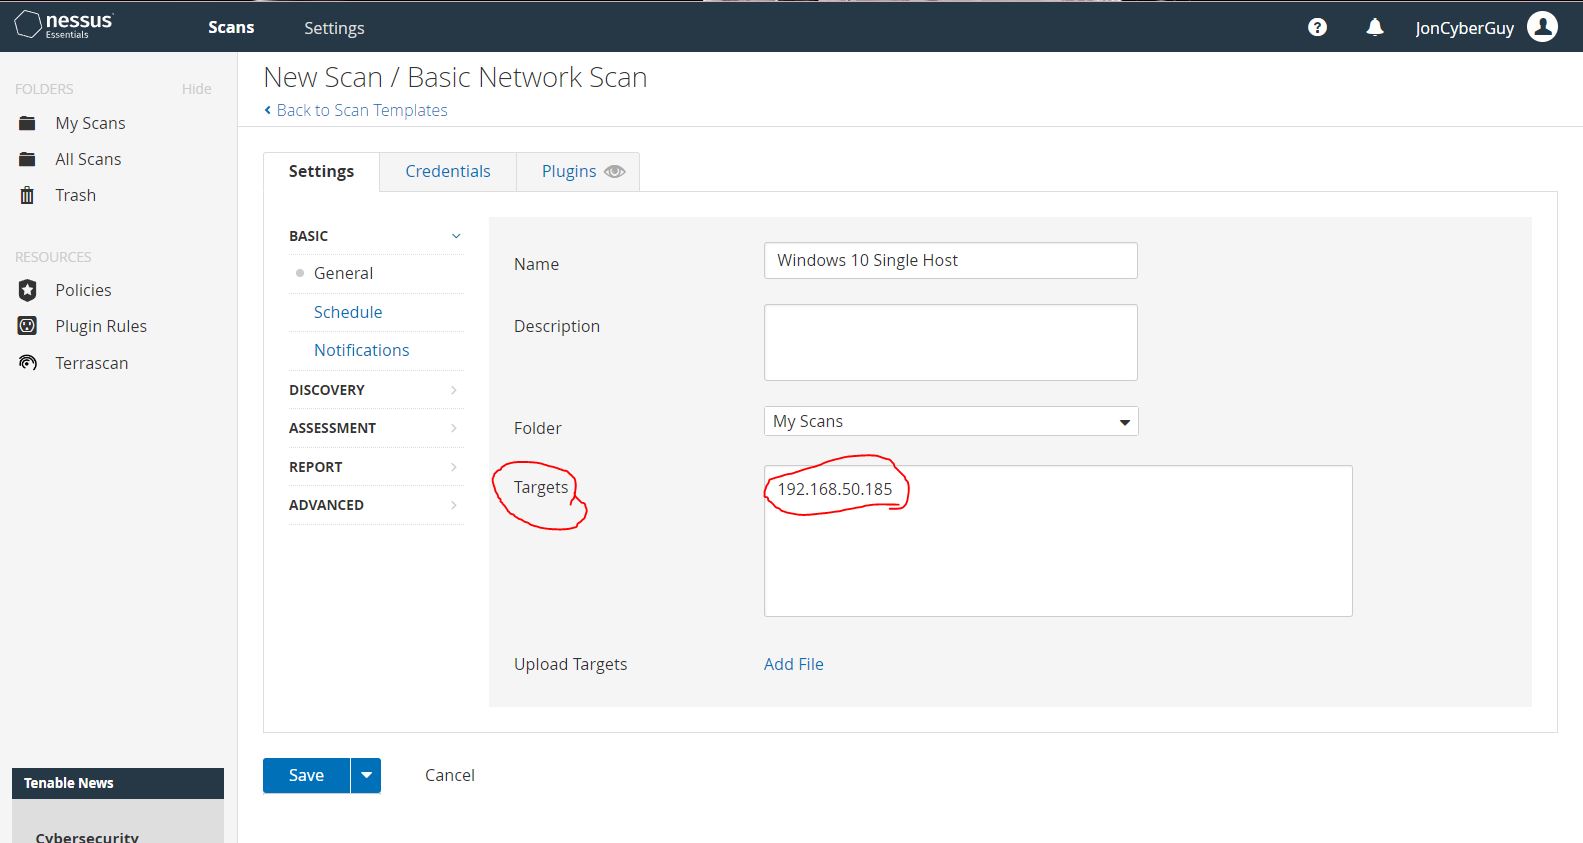 nessus
Essentials
Scans
Settings
?
JonCyberGuy
FOLDERS
Hide
My Scans
All Scans
Trash
RESOURCES
Policies
Plugin Rules
Terrascan
Tenable News
Cybersecurity
New Scan / Basic Network Scan
Back to Scan Templates
Settings
Credentials
Plugins
BASIC
General
Schedule
Notifications
DISCOVERY
ASSESSMENT
REPORT
ADVANCED
Name
Windows 10 Single Host
Description
Folder
My Scans
Targets
192.168.50.185
Upload Targets
Add File
Save
Cancel